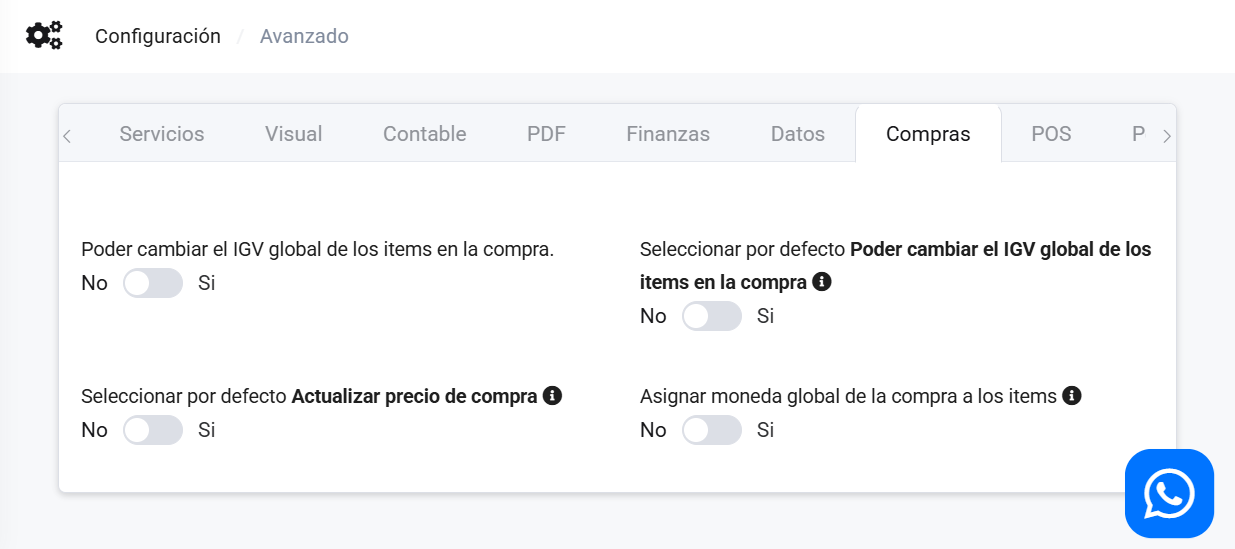 Configuración / Avanzado
Servicios Visual Contable PDF Finanzas Datos Compras POS P
Poder cambiar el IGV global de los items en la compra.
No Si
Seleccionar por defecto Poder cambiar el IGV global de los
items en la compra
No Si
Seleccionar por defecto Actualizar precio de compra
No Si
Asignar moneda global de la compra a los items
No Si